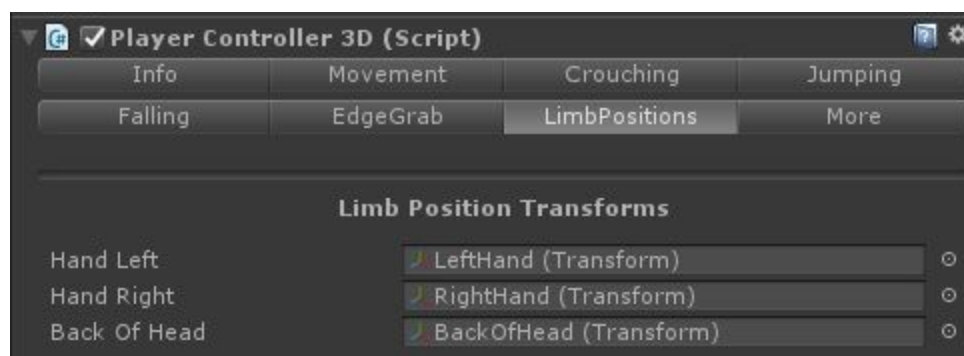 Player Controller 3D (Script)
Info Movement Crouching Jumping
Falling EdgeGrab LimbPositions More
Limb Position Transforms
Hand Left LeftHand (Transform)
Hand Right RightHand (Transform)
Back Of Head BackOfHead (Transform)